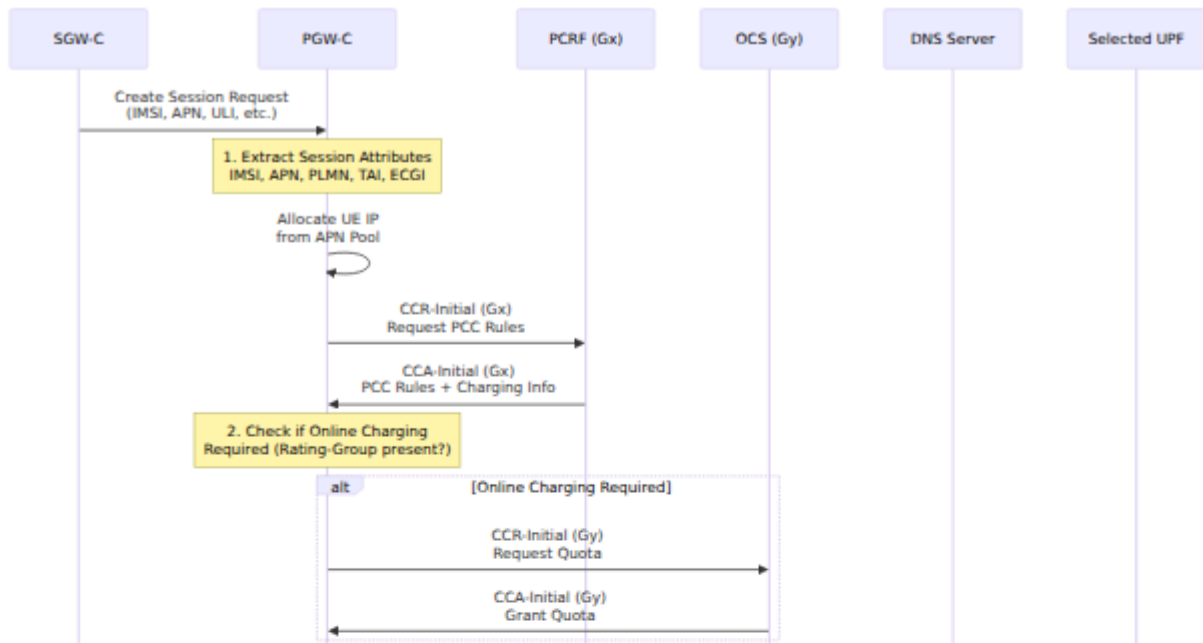 SGW-C
PGW-C
PCRF (Gx)
OCS (Gy)
DNS Server
Selected UPF
Create Session Request
(IMSI, APN, ULI, etc.)
1. Extract Session Attributes
IMSI, APN, PLMN, TAI, ECGI
Allocate UE IP
from APN Pool
CCR-Initial (Gx)
Request PCC Rules
CCA-Initial (Gx)
PCC Rules + Charging Info
2. Check if Online Charging
Required (Rating-Group present?)
alt
[Online Charging Required]
CCR-Initial (Gy)
Request Quota
CCA-Initial (Gy)
Grant Quota